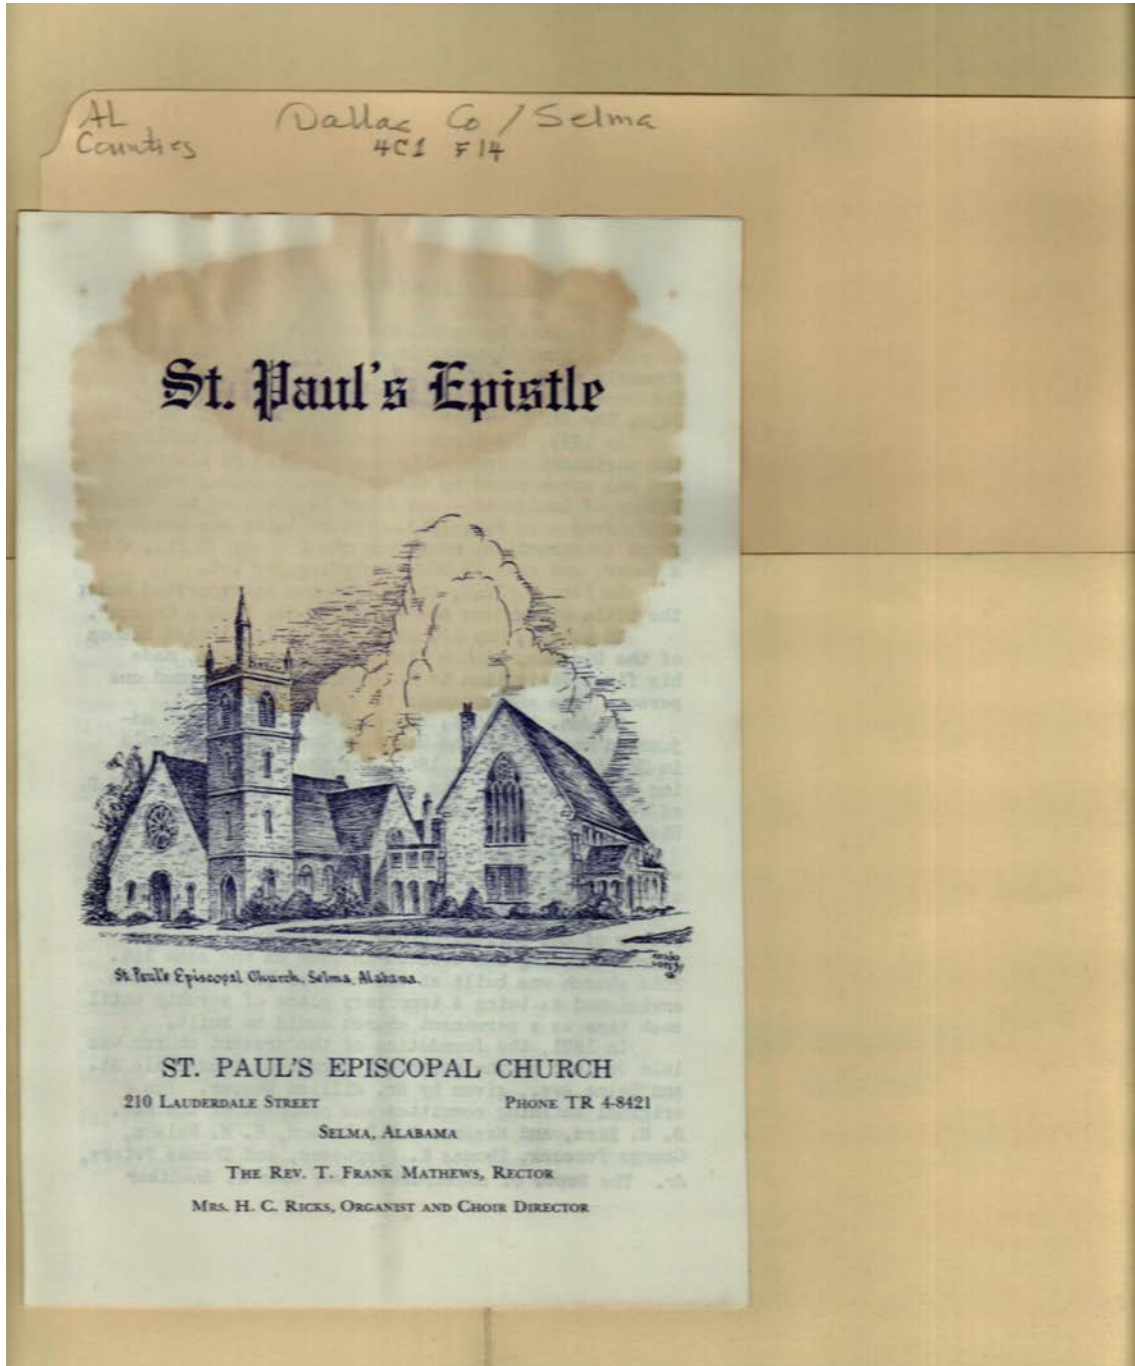 AL Dallas Co / Selma
Counties 4C1 F14
St. Paul's Epistle
St. Paul's Episcopal Church, Selma, Alabama.
ST. PAUL'S EPISCOPAL CHURCH
210 LAUDERDALE STREET PHONE TR 4-8421
SELMA, ALABAMA
THE REV. T. FRANK MATHEWS, RECTOR
MRS. H. C. RICKS, ORGANIST AND CHOIR DIRECTOR